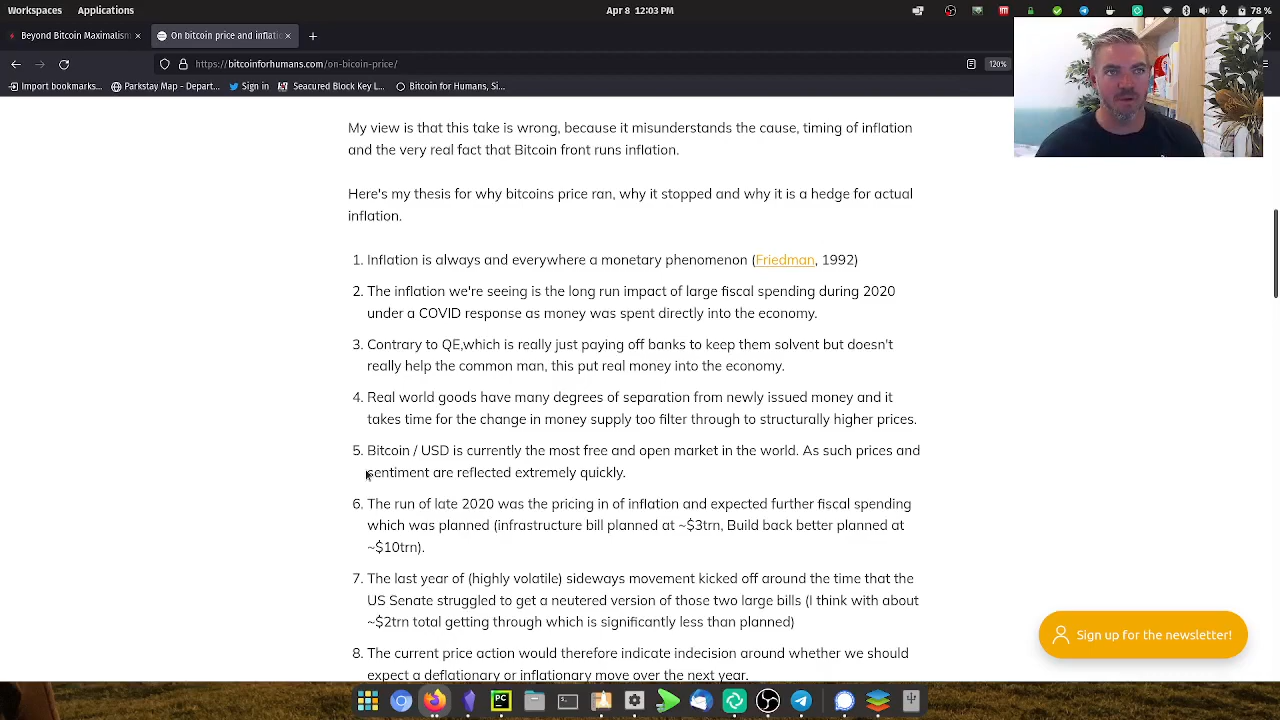 Workspaces Applications Apr 8 12:03 PM 78 %
Beyond Bitcoin Maximalism On bitcoin price and inflatio
https://bitcoinforhumans.com/on-bicoin-price/ 120%
Import bookmarks... Parkstay Map - Depart... Sign in Seacured Block Key L... Bitcoin for Humans, Si...
My view is that this take is wrong, because it misunderstands the cause, timing of inflation
and the very real fact that Bitcoin front runs inflation.
Here's my thesis for why bitcoins price ran, why it stopped and why it is a hedge for actual
inflation.
1. Inflation is always and everywhere a monetary phenomenon (Friedman, 1992)
2. The inflation we're seeing is the long run impact of large fiscal spending during 2020
under a COVID response as money was spent directly into the economy.
3. Contrary to QE,which is really just paying off banks to keep them solvent but doesn't
really help the common man, this put real money into the economy.
4. Real world goods have many degrees of separation from newly issued money and it
takes time for the change in money supply too filter through to structurally higher prices.
5. Bitcoin / USD is currently the most free and open market in the world. As such prices and
sentiment are reflected extremely quickly.
6. The run of late 2020 was the pricing in of inflation and expected further fiscal spending
which was planned (infrastructure bill planned at ~$3trn, Build back better planned at
~$10trn).
7. The last year of (highly volatile) sideways movement kicked off around the time that the
US Senate struggled to get a neutered version of those two large bills (I think with about
~$2trn total getting through which is significantly less than planned)
Sign up for the newsletter!
8. The current price now would therefore indicate indecision around whether we should
expect a deflationary or inflationary move over the next year.
PC